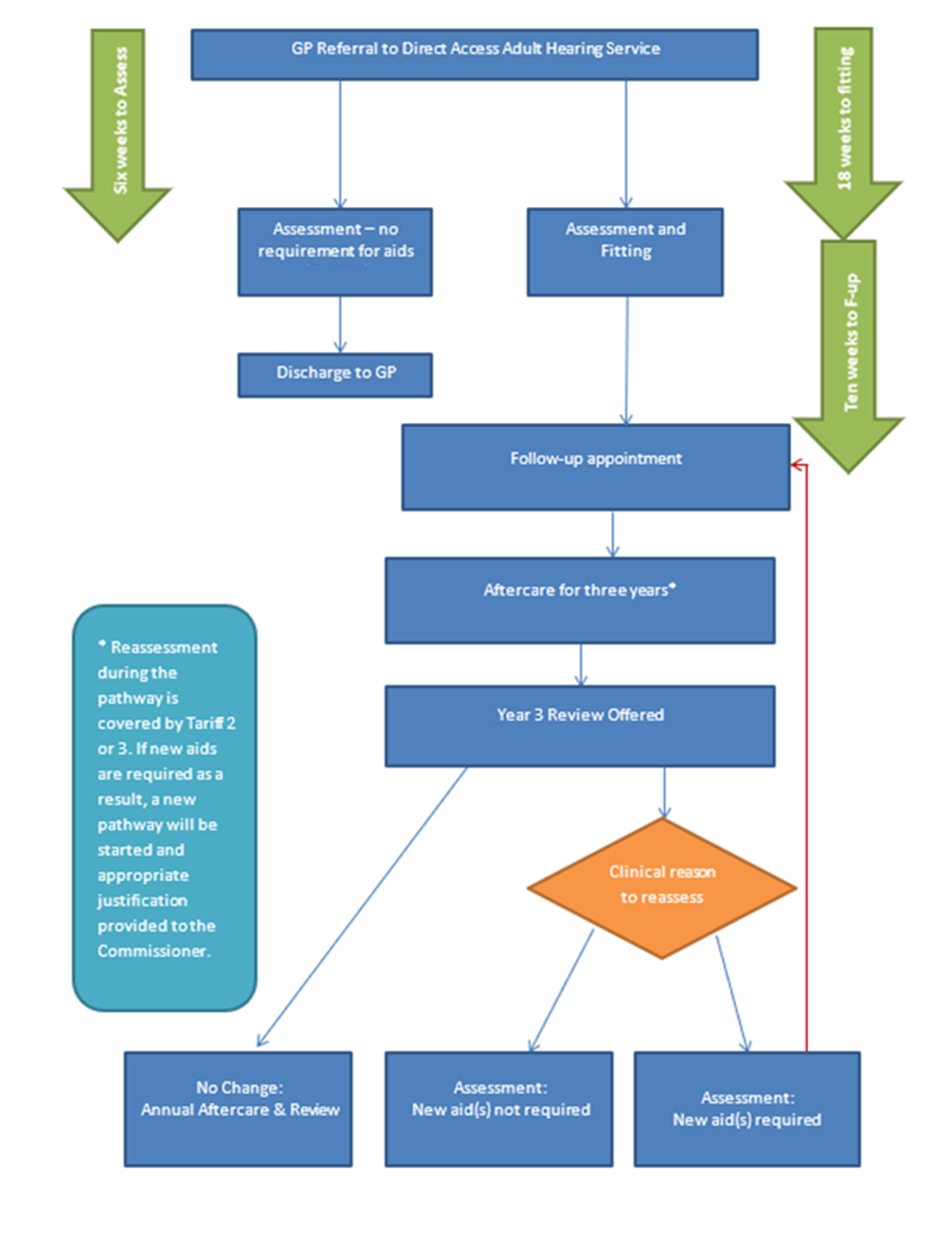 GP Referral to Direct Access Adult Hearing Service
Six weeks to Assess
18 weeks to fitting
Assessment – no
requirement for aids
Assessment and
Fitting
Ten weeks to F-up
Discharge to GP
Follow-up appointment
Aftercare for three years*
* Reassessment
during the
pathway is
covered by Tariff 2
or 3. If new aids
are required as a
result, a new
pathway will be
started and
appropriate
justification
provided to the
Commissioner.
Year 3 Review Offered
Clinical reason
to reassess
No Change:
Annual Aftercare & Review
Assessment:
New aid(s) not required
Assessment:
New aid(s) required